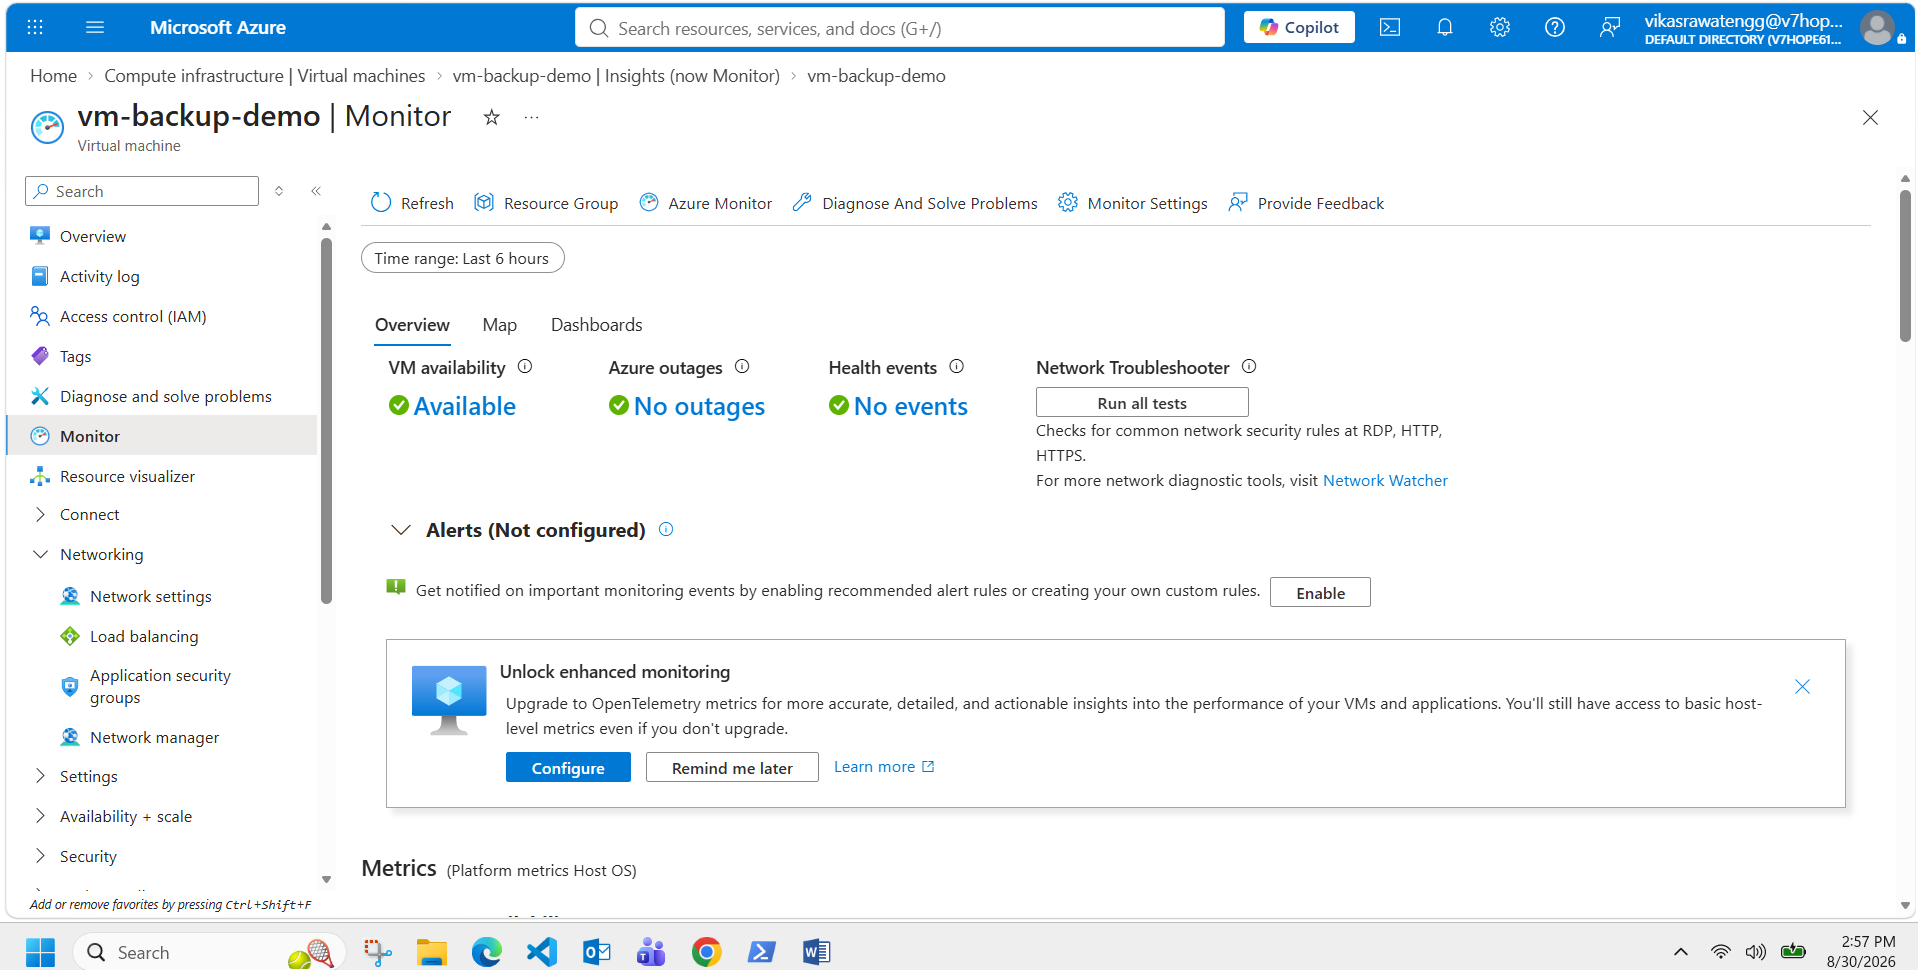 Microsoft Azure
Search resources, services, and docs (G+/)
Copilot
vikasrawatengg@v7hop...
DEFAULT DIRECTORY (V7HOPE61...
Home > Compute infrastructure | Virtual machines > vm-backup-demo | Insights (now Monitor) > vm-backup-demo
vm-backup-demo | Monitor
Virtual machine
Search
Overview
Activity log
Access control (IAM)
Tags
Diagnose and solve problems
Monitor
Resource visualizer
Connect
Networking
Network settings
Load balancing
Application security
groups
Network manager
Settings
Availability + scale
Security
Add or remove favorites by pressing Ctrl+Shift+F
Refresh
Resource Group
Azure Monitor
Diagnose And Solve Problems
Monitor Settings
Provide Feedback
Time range: Last 6 hours
Overview
Map
Dashboards
VM availability
Available
Azure outages
No outages
Health events
No events
Network Troubleshooter
Run all tests
Checks for common network security rules at RDP, HTTP,
HTTPS.
For more network diagnostic tools, visit Network Watcher
Alerts (Not configured)
Get notified on important monitoring events by enabling recommended alert rules or creating your own custom rules.
Enable
Unlock enhanced monitoring
Upgrade to OpenTelemetry metrics for more accurate, detailed, and actionable insights into the performance of your VMs and applications. You'll still have access to basic host-
level metrics even if you don't upgrade.
Configure
Remind me later
Learn more
Metrics (Platform metrics Host OS)
Search
2:57 PM
8/30/2026